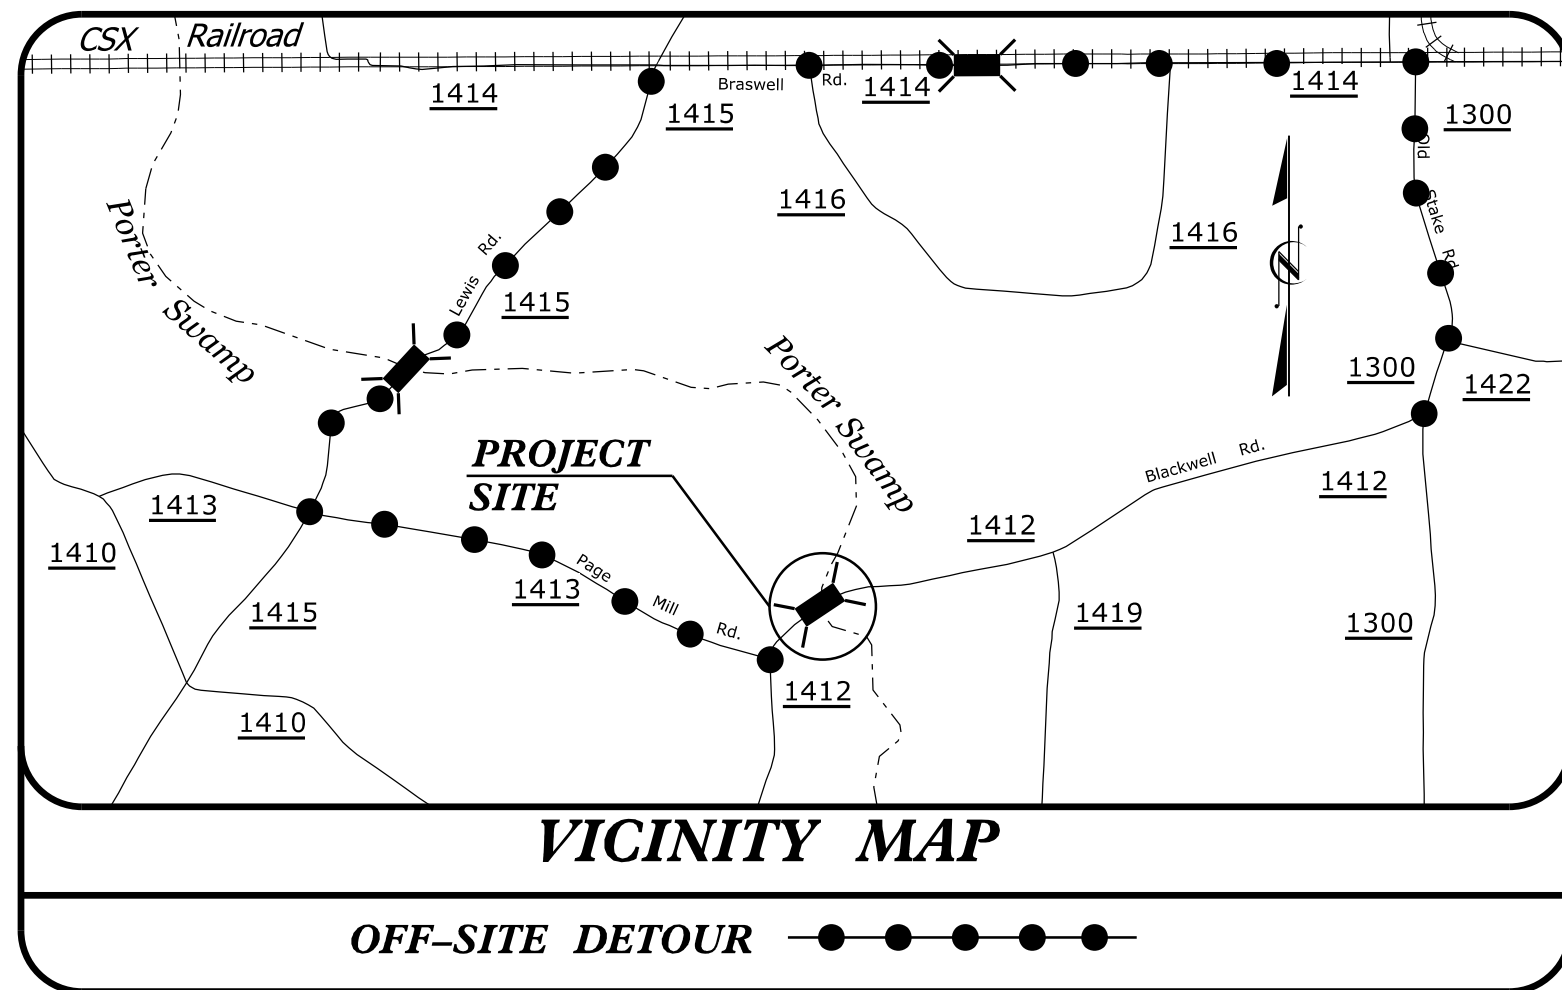 CSX Railroad
1414
1415
Braswell Rd.
1414
1414
1300
Old
Stake Rd
1416
1416
Porter Swamp
Lewis Rd.
1415
Porter Swamp
1300
1422
PROJECT
SITE
Blackwell Rd.
1412
1412
1413
1410
1413
Page Mill Rd.
1415
1419
1300
1412
1410
VICINITY MAP
OFF-SITE DETOUR